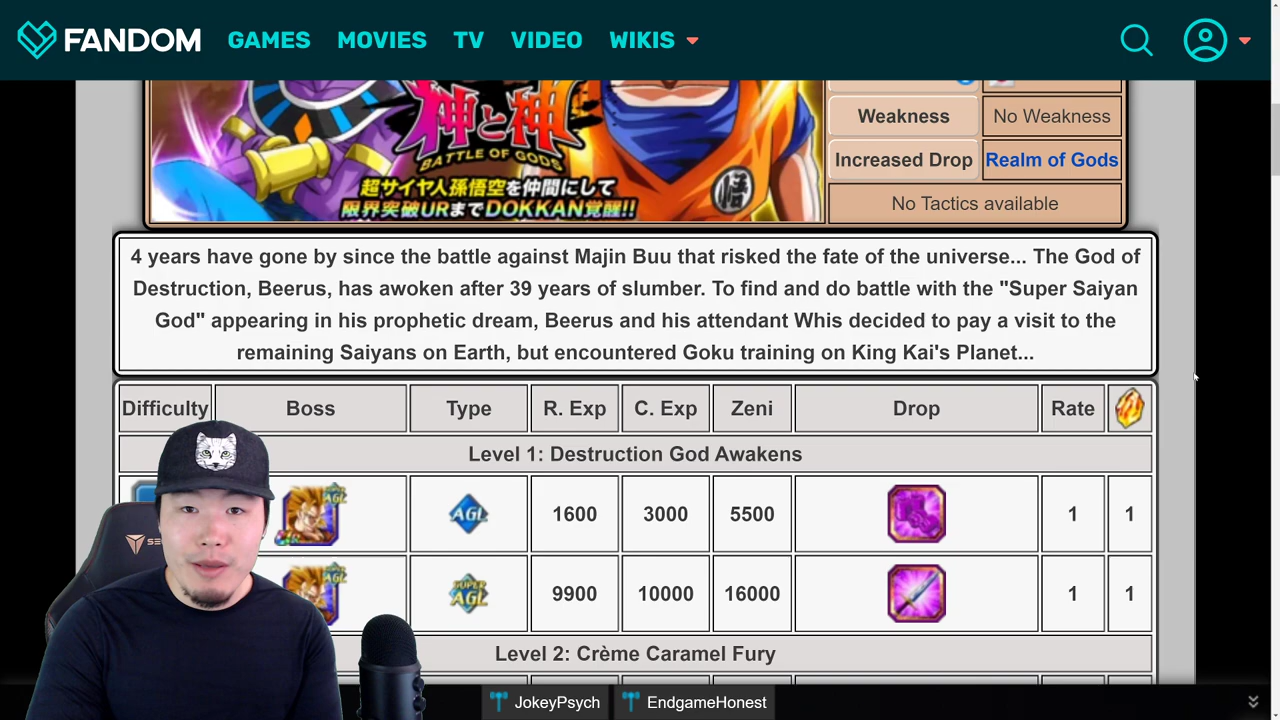 FANDOM GAMES MOVIES TV VIDEO WIKIS
神と神
BATTLE OF GODS
超サイヤ人孫悟空を仲間にして
限界突破URまでDOKKAN覚醒!!
悟
Weakness No Weakness
Increased Drop Realm of Gods
No Tactics available
4 years have gone by since the battle against Majin Buu that risked the fate of the universe... The God of
Destruction, Beerus, has awoken after 39 years of slumber. To find and do battle with the "Super Saiyan
God" appearing in his prophetic dream, Beerus and his attendant Whis decided to pay a visit to the
remaining Saiyans on Earth, but encountered Goku training on King Kai's Planet...
Difficulty Boss Type R. Exp C. Exp Zeni Drop Rate
Level 1: Destruction God Awakens
AGL AGL 1600 3000 5500 1 1
AGL SUPER AGL 9900 10000 16000 1 1
Level 2: Crème Caramel Fury
JokeyPsych EndgameHonest